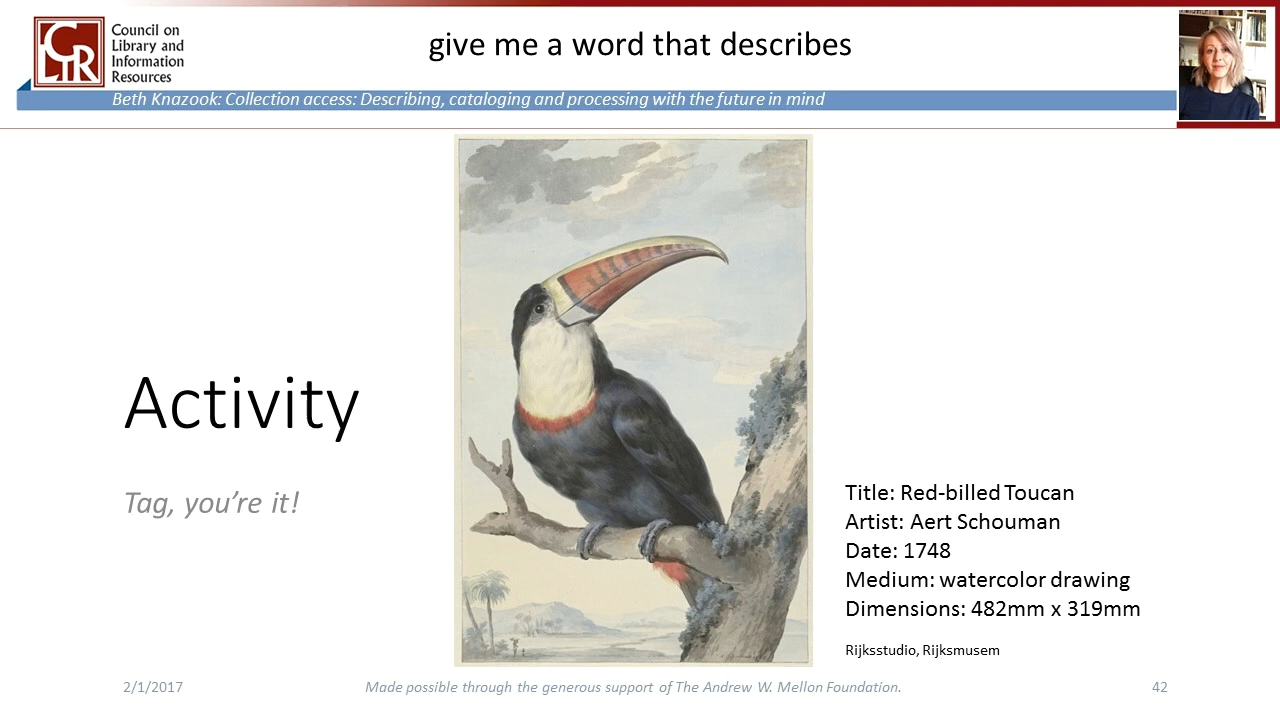 CLIR
Council on
Library and
Information
Resources
give me a word that describes
Beth Knazook: Collection access: Describing, cataloging and processing with the future in mind
Activity
Tag, you're it!
Title: Red-billed Toucan
Artist: Aert Schouman
Date: 1748
Medium: watercolor drawing
Dimensions: 482mm x 319mm
Rijksstudio, Rijksmusem
2/1/2017
Made possible through the generous support of The Andrew W. Mellon Foundation.
42